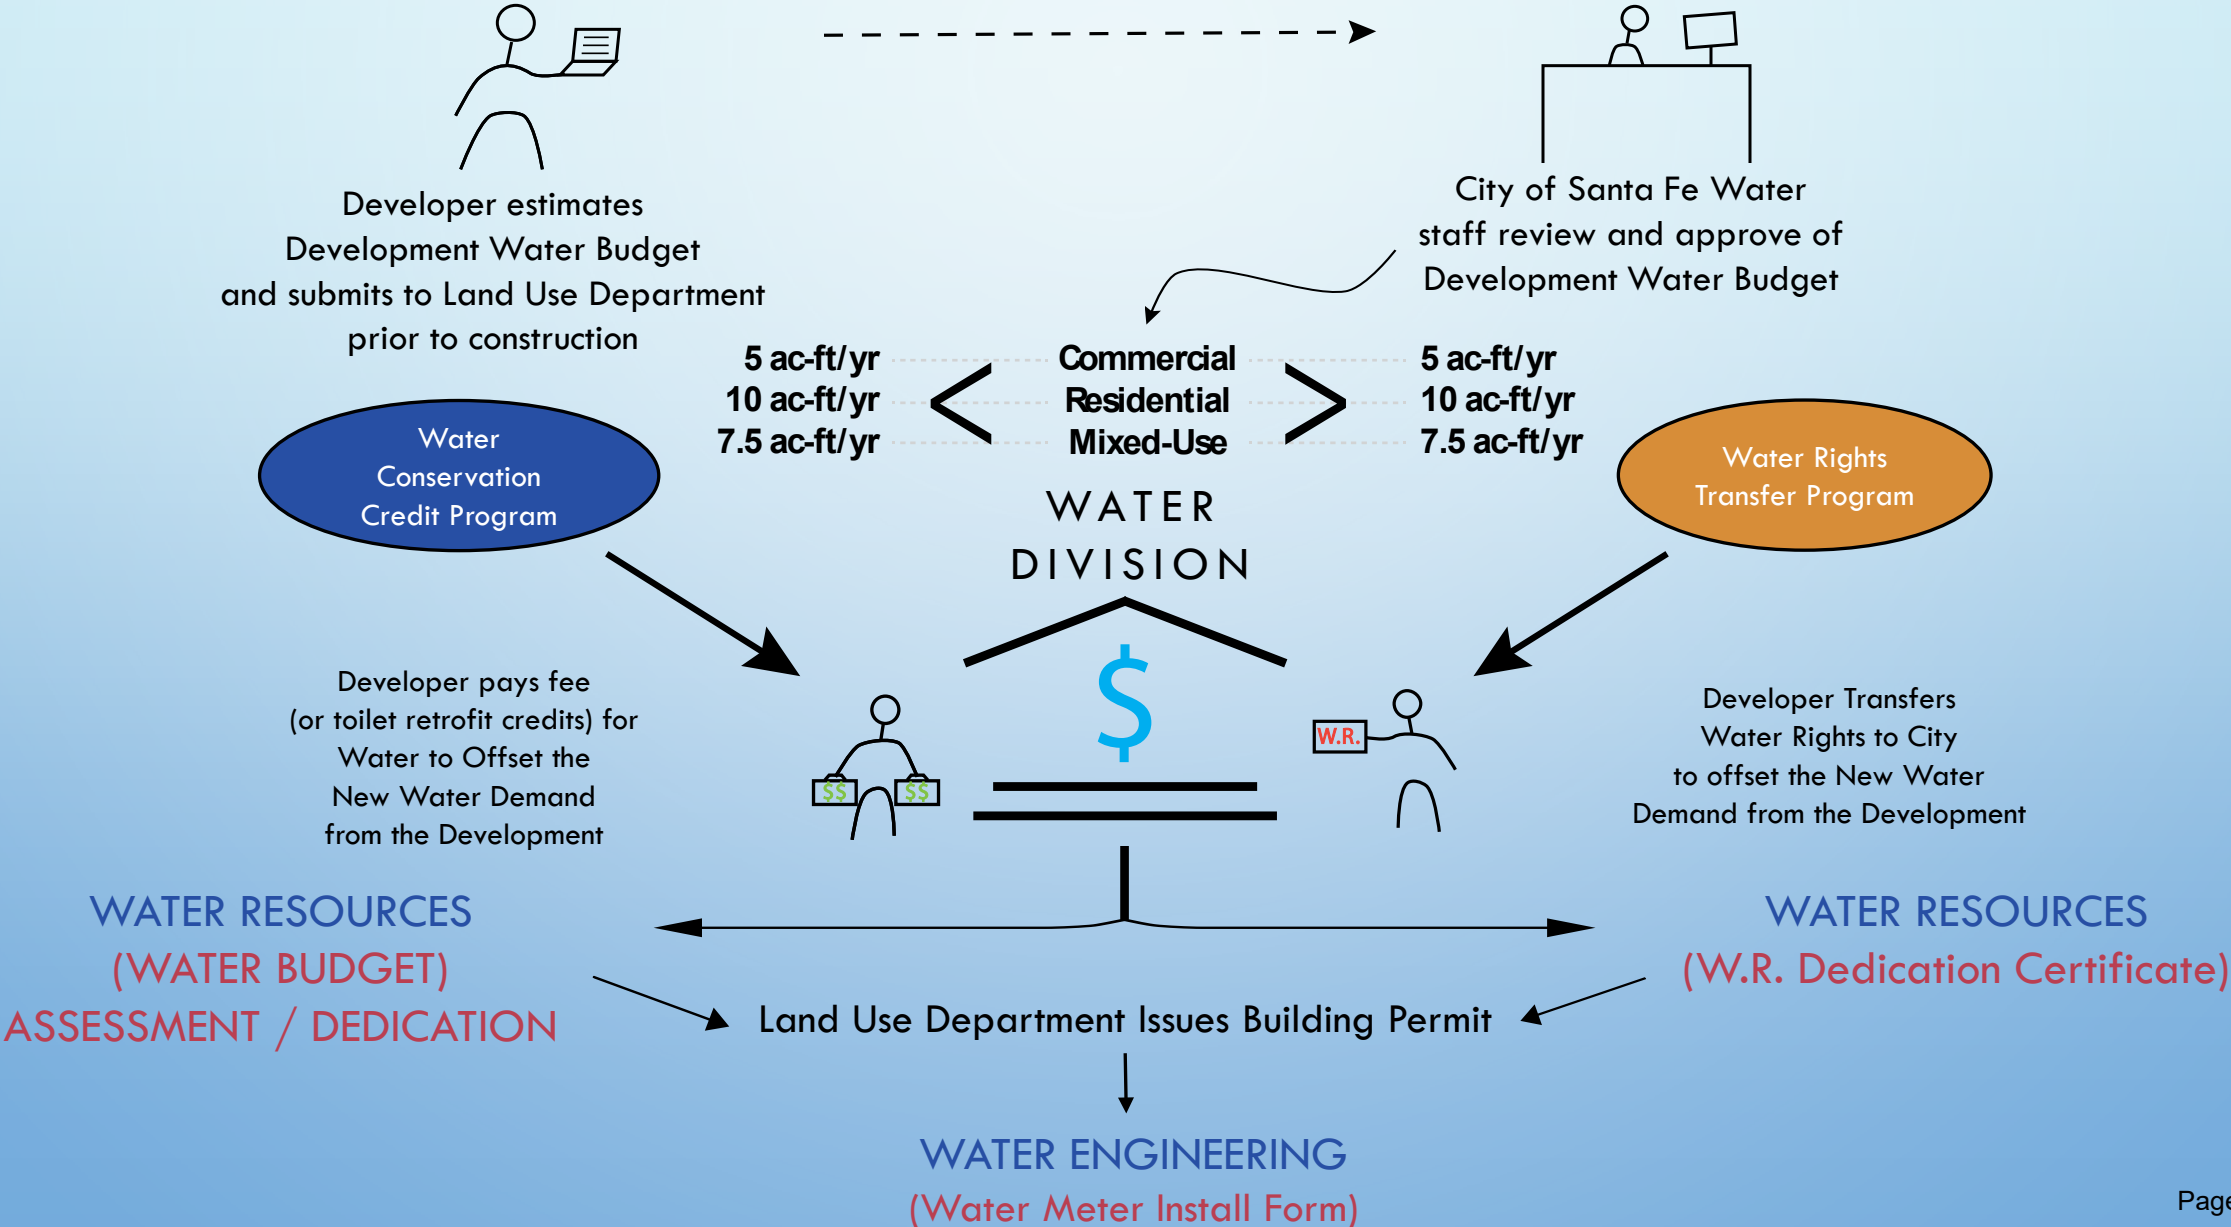 Developer estimates
Development Water Budget
and submits to Land Use Department
prior to construction
City of Santa Fe Water
staff review and approve of
Development Water Budget
5 ac-ft/yr < Commercial > 5 ac-ft/yr
10 ac-ft/yr Residential 10 ac-ft/yr
7.5 ac-ft/yr Mixed-Use 7.5 ac-ft/yr
Water
Conservation
Credit Program
Water Rights
Transfer Program
WATER
DIVISION
$
Developer pays fee
(or toilet retrofit credits) for
Water to Offset the
New Water Demand
from the Development
$$ $$
W.R.
Developer Transfers
Water Rights to City
to offset the New Water
Demand from the Development
WATER RESOURCES
(WATER BUDGET)
ASSESSMENT / DEDICATION
WATER RESOURCES
(W.R. Dedication Certificate)
Land Use Department Issues Building Permit
WATER ENGINEERING
(Water Meter Install Form)
Page